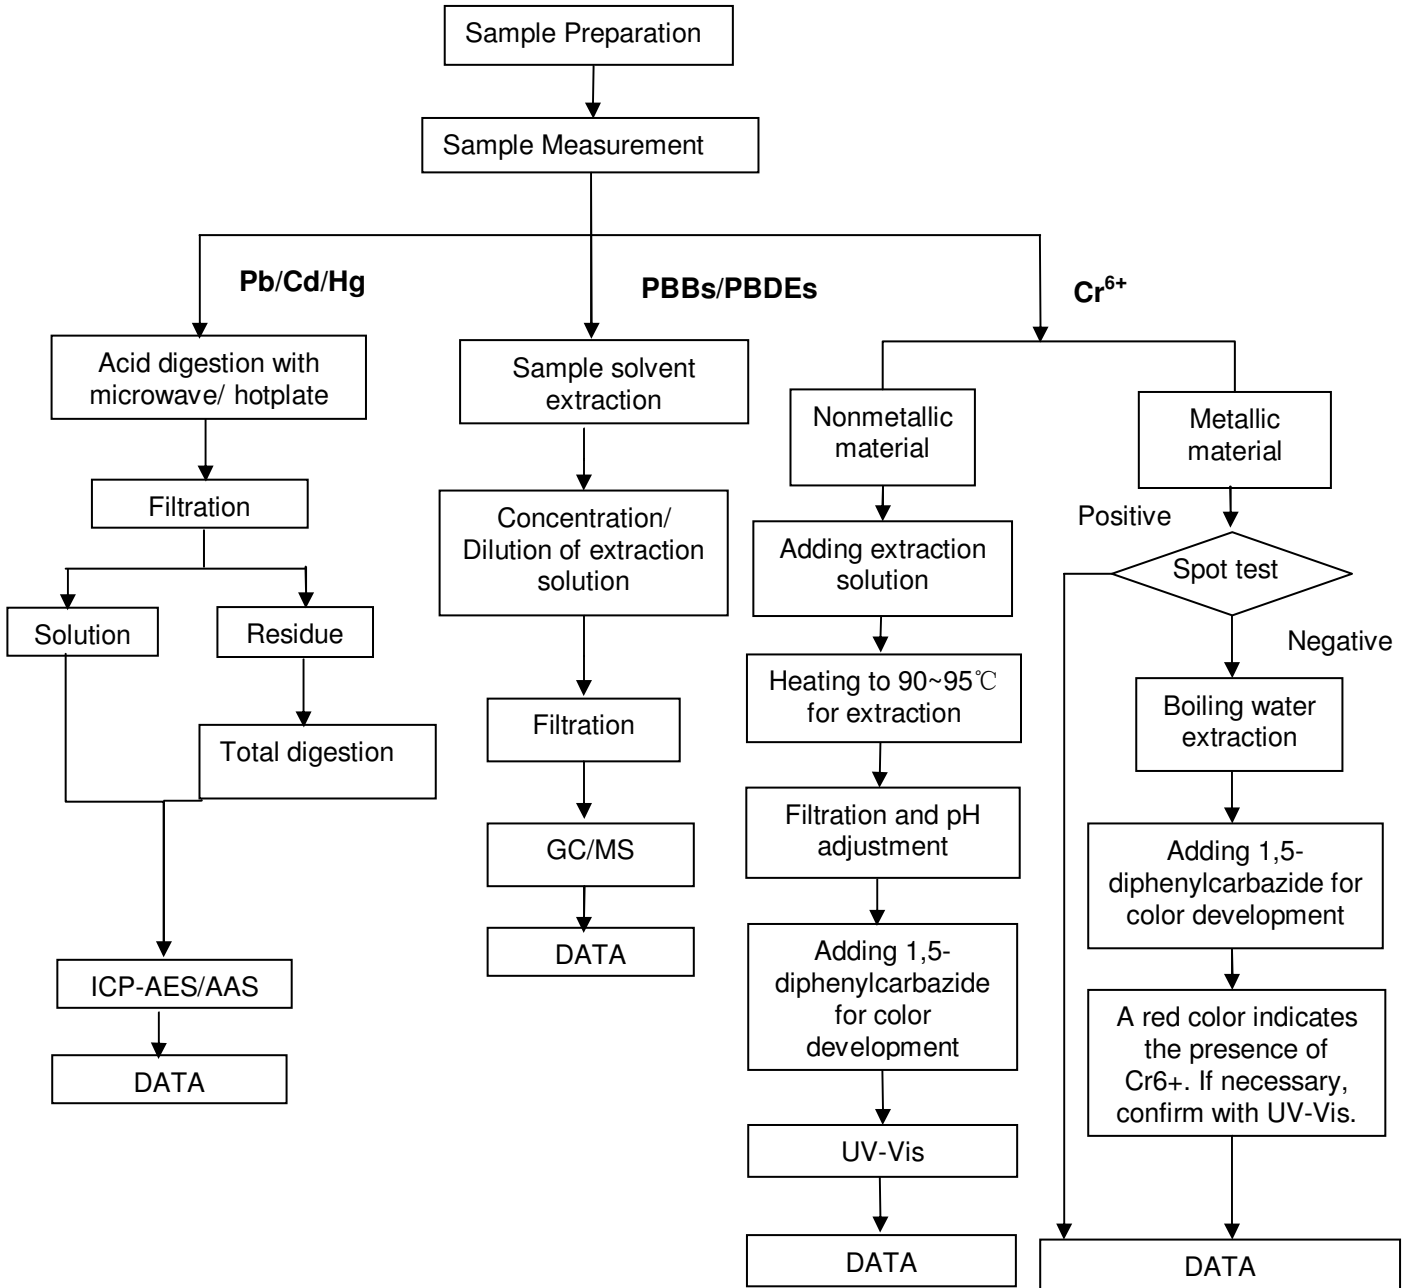 Sample Preparation
Sample Measurement
Pb/Cd/Hg
PBBs/PBDEs
Cr6+
Acid digestion with
microwave/ hotplate
Filtration
Solution
Residue
Total digestion
ICP-AES/AAS
DATA
Sample solvent
extraction
Concentration/
Dilution of extraction
solution
Filtration
GC/MS
DATA
Nonmetallic
material
Adding extraction
solution
Heating to 90~95℃
for extraction
Filtration and pH
adjustment
Adding 1,5-
diphenylcarbazide
for color
development
UV-Vis
DATA
Metallic
material
Positive
Spot test
Negative
Boiling water
extraction
Adding 1,5-
diphenylcarbazide for
color development
A red color indicates
the presence of
Cr6+. If necessary,
confirm with UV-Vis.
DATA